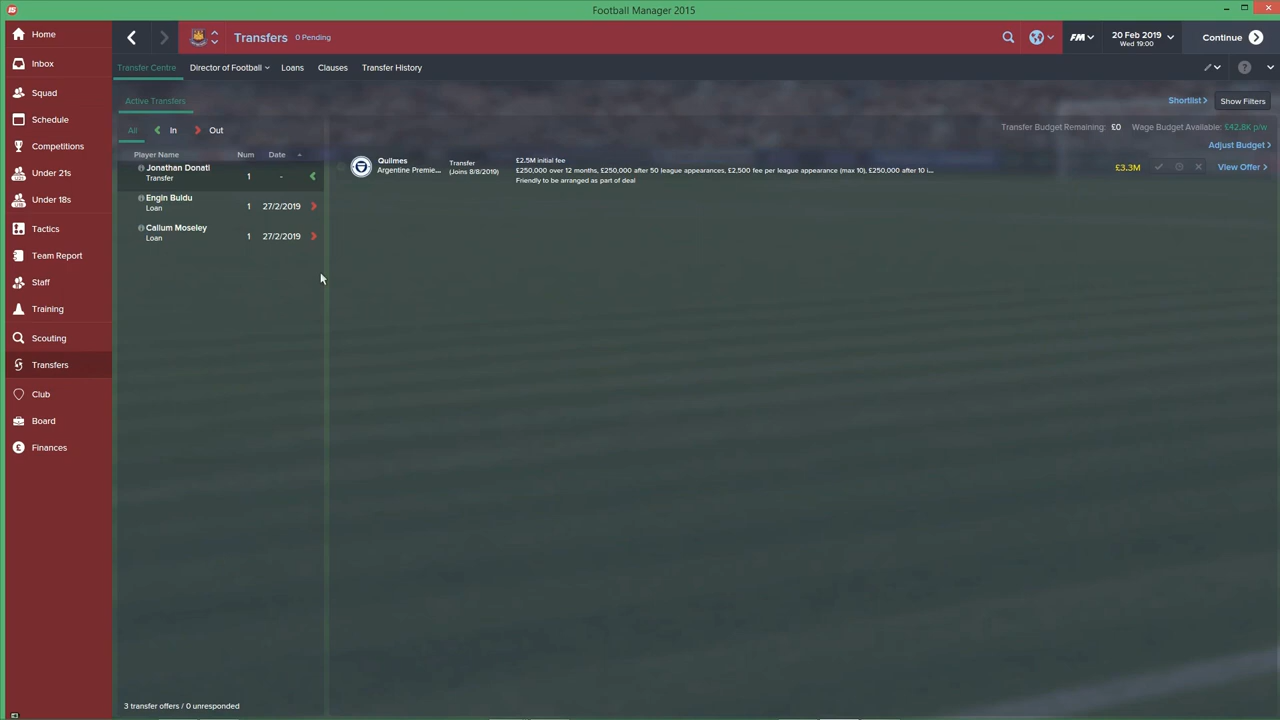 Football Manager 2015
Home
Inbox
Squad
Schedule
Competitions
Under 21s
Under 18s
Tactics
Team Report
Staff
Training
Scouting
Transfers
Club
Board
Finances
Transfers 0 Pending
FM
20 Feb 2019
Wed 19:00
Continue
Transfer Centre Director of Football Loans Clauses Transfer History
Active Transfers
Shortlist > Show Filters
All In Out
Transfer Budget Remaining: £0 Wage Budget Available: £42.8K p/w
Adjust Budget >
Player Name Num Date
Jonathan Donati
Transfer
1 -
Engin Buldu
Loan
1 27/2/2019
Callum Moseley
Loan
1 27/2/2019
Quilmes
Argentine Premie...
Transfer
(Joins 8/8/2019)
£2.5M initial fee
£250,000 over 12 months, £250,000 after 50 league appearances, £2,500 fee per league appearance (max 10), £250,000 after 10 i...
Friendly to be arranged as part of deal
£3.3M
View Offer >
3 transfer offers / 0 unresponded